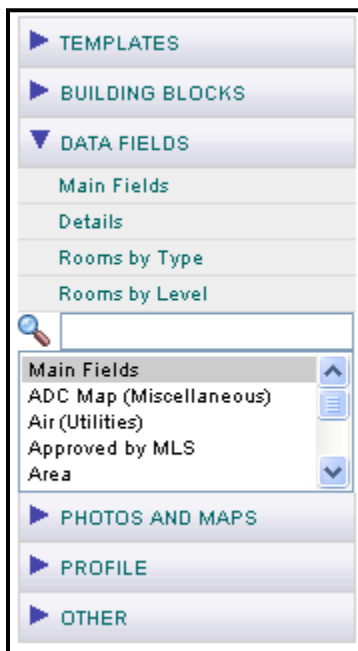 TEMPLATES
BUILDING BLOCKS
DATA FIELDS
Main Fields
Details
Rooms by Type
Rooms by Level
Main Fields
ADC Map (Miscellaneous)
Air (Utilities)
Approved by MLS
Area
PHOTOS AND MAPS
PROFILE
OTHER